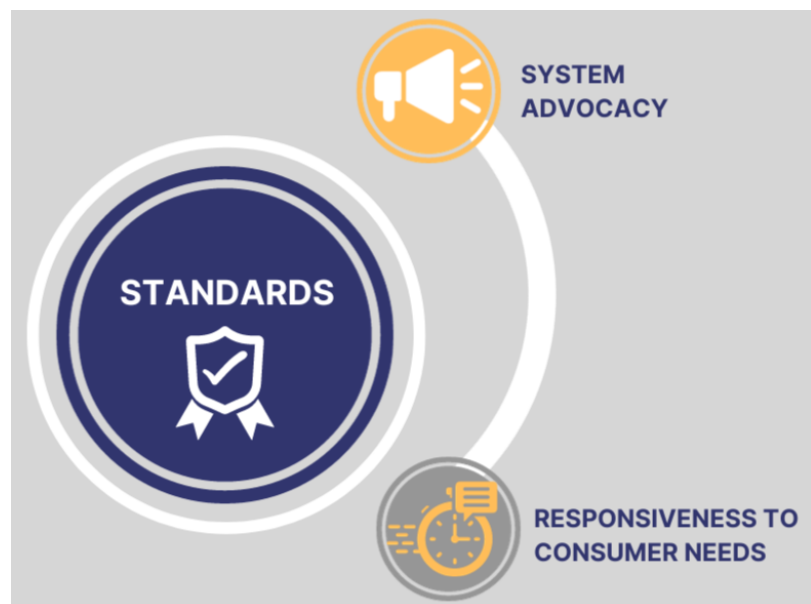 SYSTEM
ADVOCACY
STANDARDS
RESPONSIVENESS TO
CONSUMER NEEDS